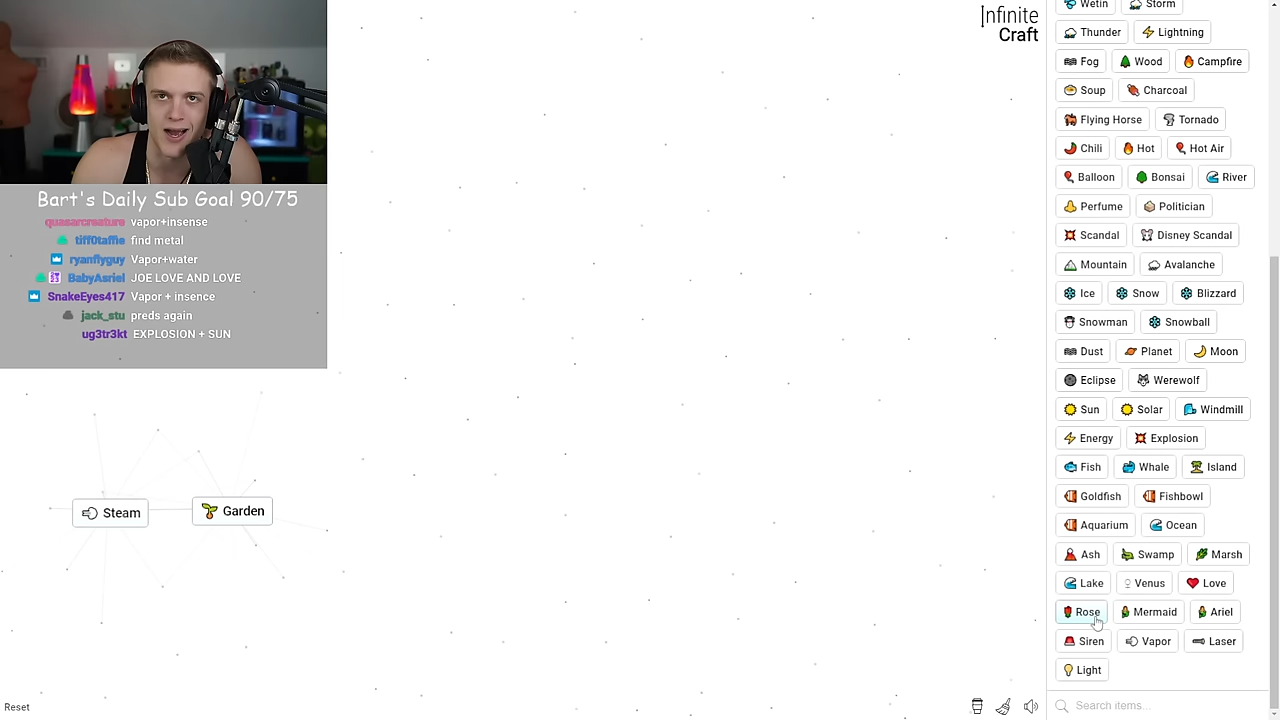 Infinite
Craft
Wetin Storm
Thunder Lightning
Fog Wood Campfire
Soup Charcoal
Flying Horse Tornado
Chili Hot Hot Air
Balloon Bonsai River
Perfume Politician
Scandal Disney Scandal
Mountain Avalanche
Ice Snow Blizzard
Snowman Snowball
Dust Planet Moon
Eclipse Werewolf
Sun Solar Windmill
Energy Explosion
Fish Whale Island
Goldfish Fishbowl
Aquarium Ocean
Ash Swamp Marsh
Lake Venus Love
Rose Mermaid Ariel
Siren Vapor Laser
Light
Search items...
Bart's Daily Sub Goal 90/75
quasarcreature vapor+insense
tiff0taffie find metal
ryanflyguy Vapor+water
BabyAsriel JOE LOVE AND LOVE
SnakeEyes417 Vapor + insence
jack_stu preds again
ug3tr3kt EXPLOSION + SUN
Steam Garden
Reset